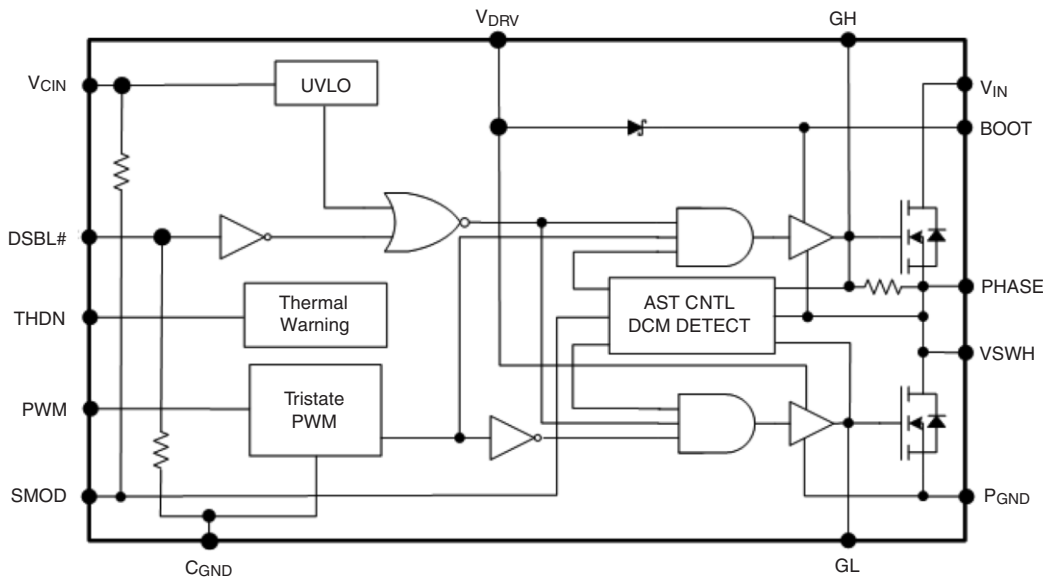 VDRV
GH
VCIN
UVLO
VIN
BOOT
DSBL#
THDN
Thermal
Warning
AST CNTL
DCM DETECT
PHASE
VSWH
PWM
Tristate
PWM
SMOD
PGND
CGND
GL